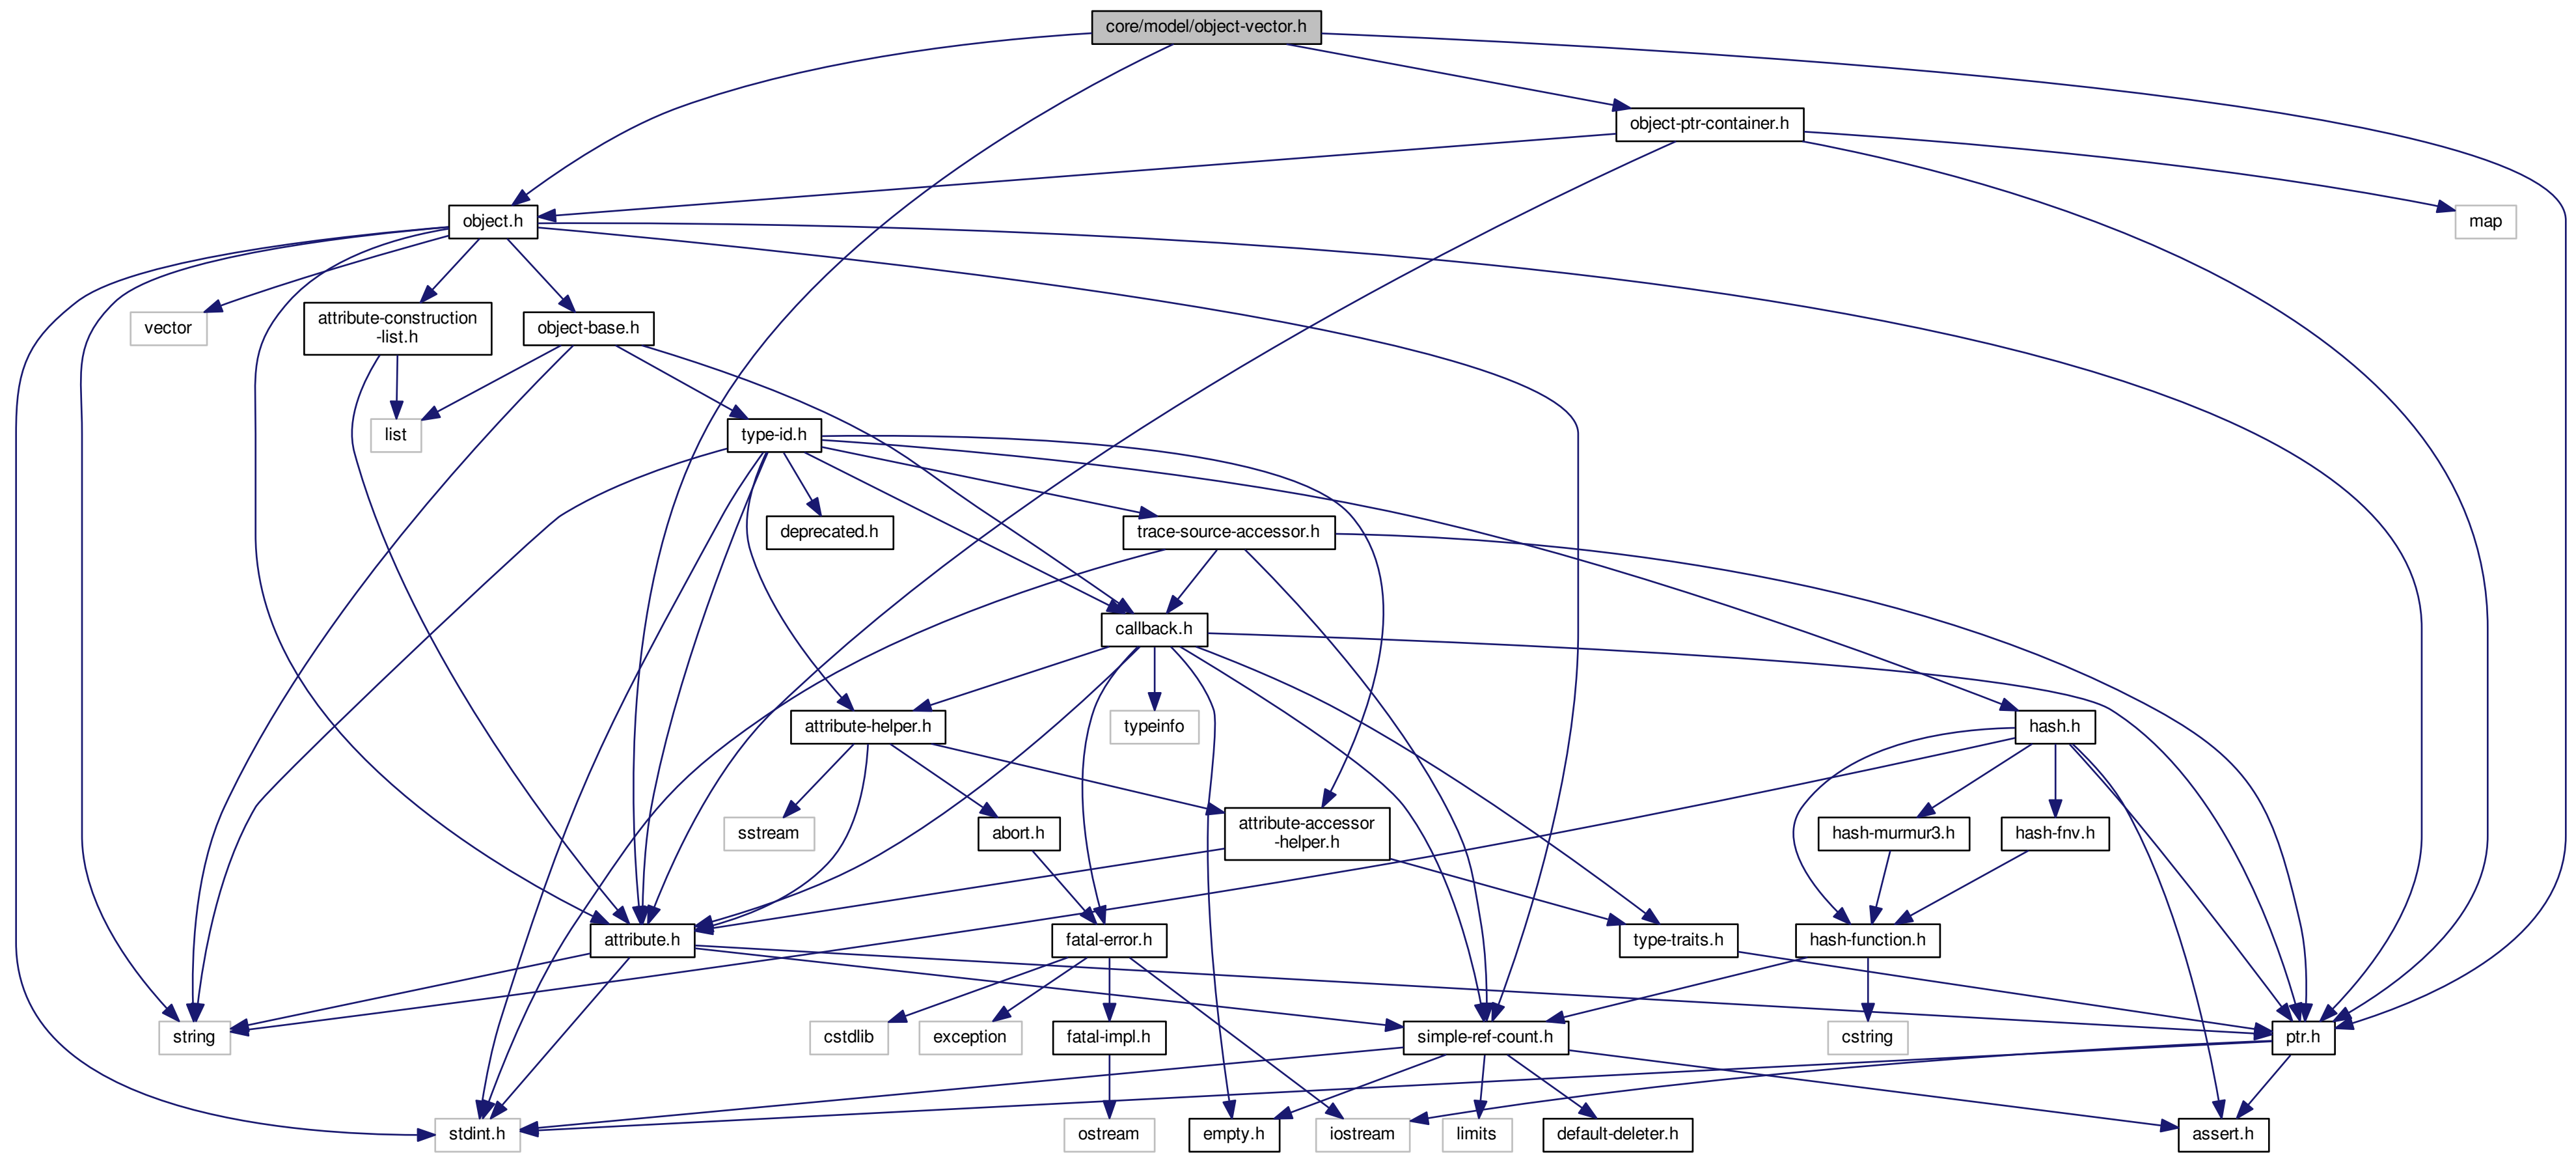 core/model/object-vector.h
object-ptr-container.h
object.h
map
vector
attribute-construction
-list.h
object-base.h
list
type-id.h
deprecated.h
trace-source-accessor.h
callback.h
attribute-helper.h
typeinfo
hash.h
sstream
abort.h
attribute-accessor
-helper.h
hash-murmur3.h
hash-fnv.h
attribute.h
fatal-error.h
type-traits.h
hash-function.h
string
cstdlib
exception
fatal-impl.h
simple-ref-count.h
cstring
ptr.h
stdint.h
ostream
empty.h
iostream
limits
default-deleter.h
assert.h